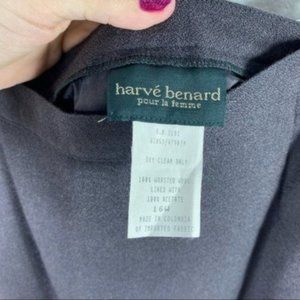 harvé benard
pour la femme
DRY CLEAN ONLY
100% WORSTED WOOL
LINED WITH
100% ACETATE
16W
MADE IN COLOMBIA
OF IMPORTED FABRIC